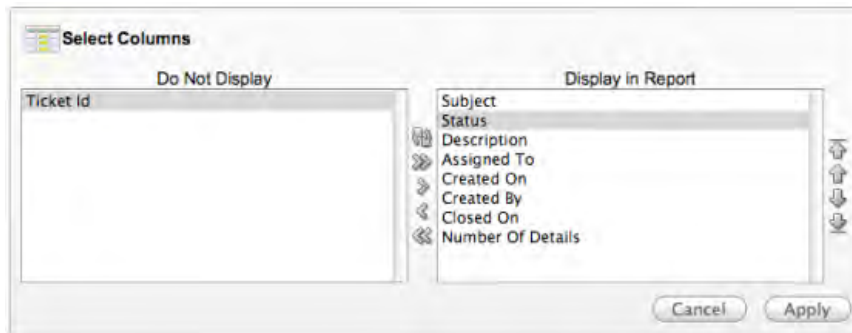 Select Columns
Do Not Display
Display in Report
Ticket Id
Subject
Status
Description
Assigned To
Created On
Created By
Closed On
Number Of Details
Cancel
Apply